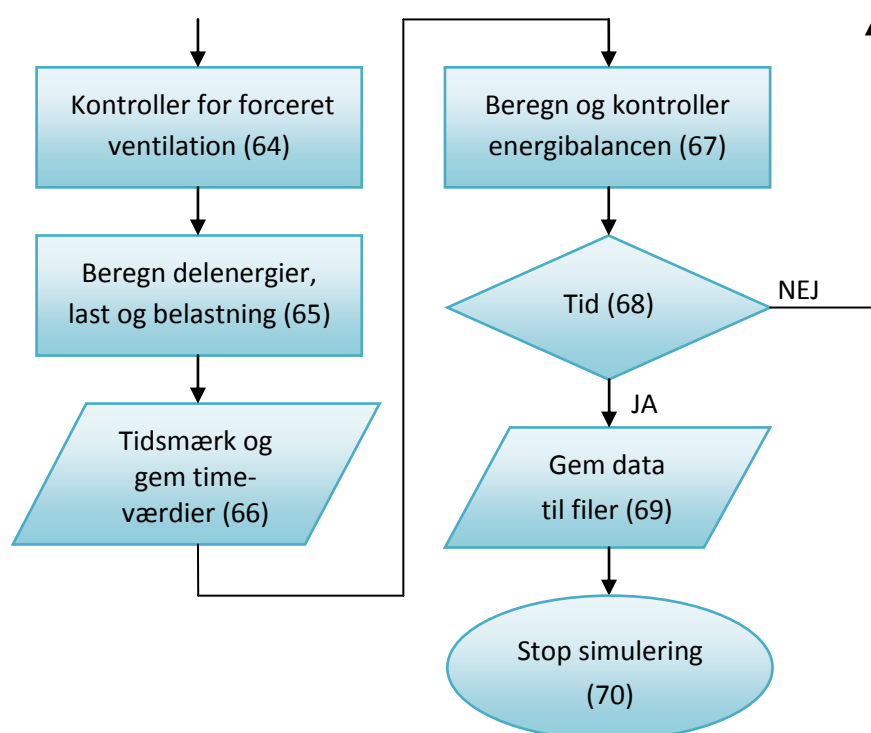 Kontroller for forceret
ventilation (64)
Beregn delenergier,
last og belastning (65)
Tidsmærk og
gem time-
værdier (66)
Beregn og kontroller
energibalancen (67)
Tid (68)
NEJ
JA
Gem data
til filer (69)
Stop simulering
(70)